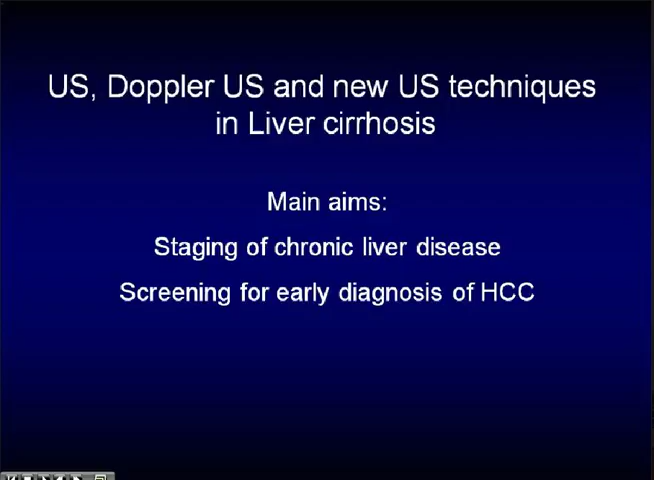 US, Doppler US and new US techniques
in Liver cirrhosis
Main aims:
Staging of chronic liver disease
Screening for early diagnosis of HCC